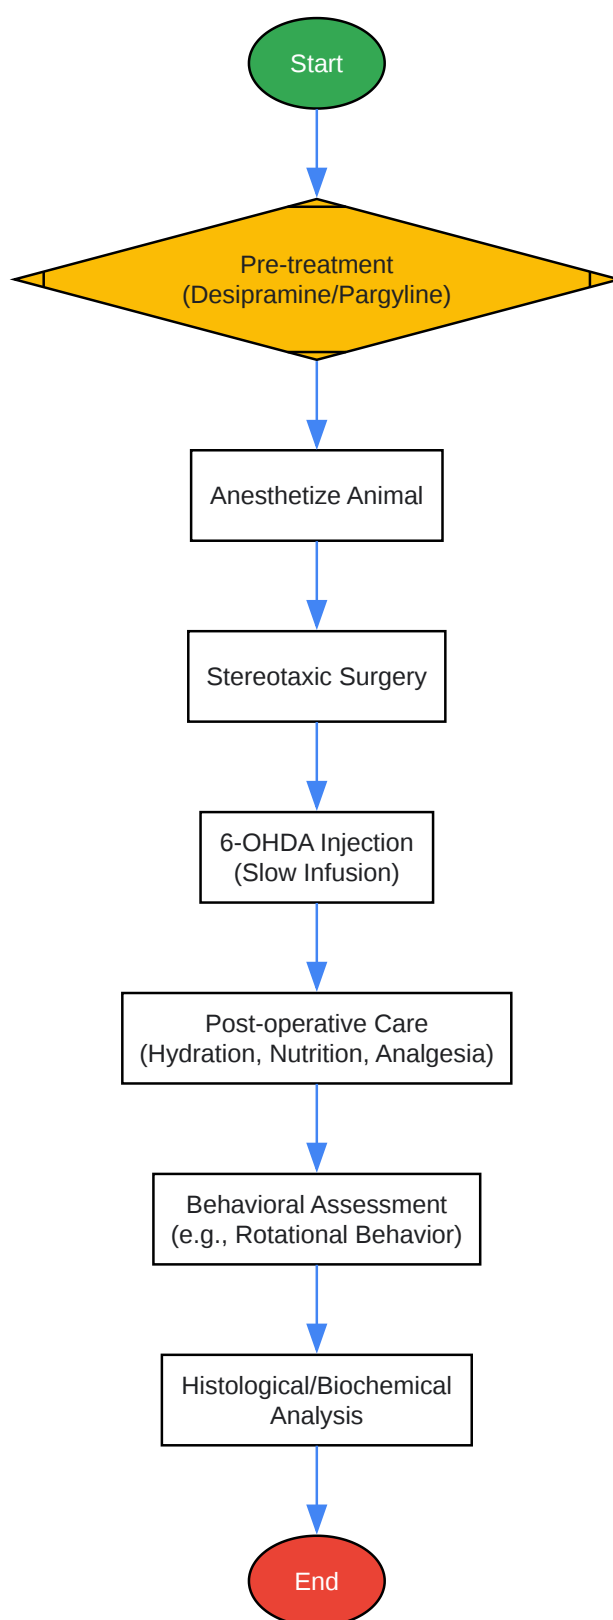 Start
Pre-treatment
(Desipramine/Pargyline)
Anesthetize Animal
Stereotaxic Surgery
6-OHDA Injection
(Slow Infusion)
Post-operative Care
(Hydration, Nutrition, Analgesia)
Behavioral Assessment
(e.g., Rotational Behavior)
Histological/Biochemical
Analysis
End